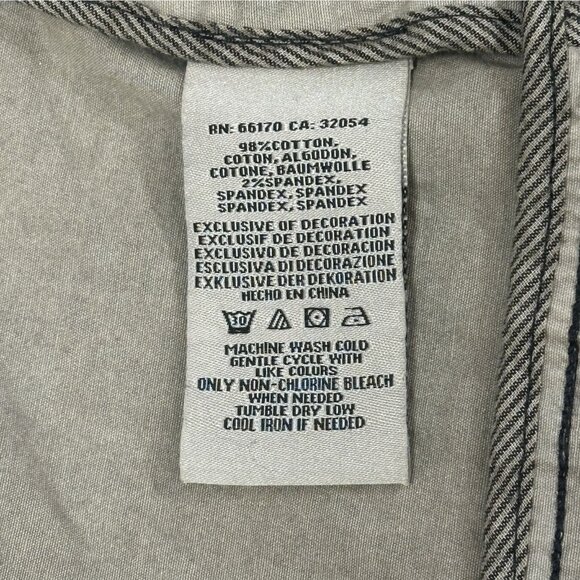 RN: 66170 CA: 32054
98%COTTON,
COTON, ALGODON,
COTONE, BAUMWOLLE
2%SPANDEX,
SPANDEX, SPANDEX
SPANDEX, SPANDEX
EXCLUSIVE OF DECORATION
EXCLUSIF DE DECORATION
EXCLUSIVO DE DECORACION
ESCLUSIVA DI DECORAZIONE
EXKLUSIVE DER DEKORATION
HECHO EN CHINA
30
MACHINE WASH COLD
GENTLE CYCLE WITH
LIKE COLORS
ONLY NON-CHLORINE BLEACH
WHEN NEEDED
TUMBLE DRY LOW
COOL IRON IF NEEDED